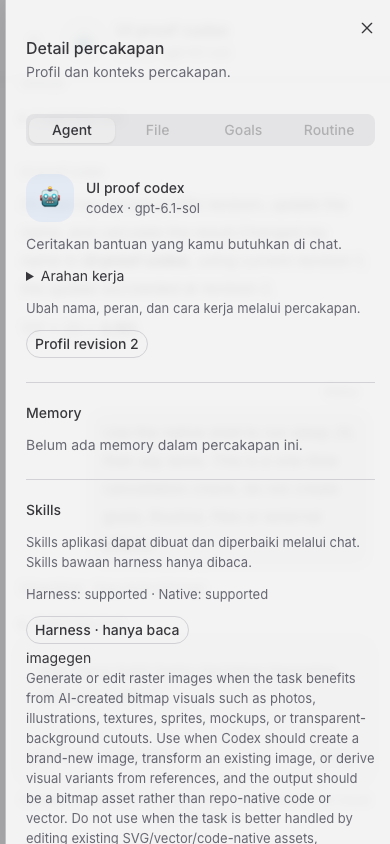 Detail percakapan
Profil dan konteks percakapan.
Agent File Goals Routine
UI proof codex
codex · gpt-6.1-sol
Ceritakan bantuan yang kamu butuhkan di chat.
Arahan kerja
Ubah nama, peran, dan cara kerja melalui percakapan.
Profil revision 2
Memory
Belum ada memory dalam percakapan ini.
Skills
Skills aplikasi dapat dibuat dan diperbaiki melalui chat.
Skills bawaan harness hanya dibaca.
Harness: supported · Native: supported
Harness · hanya baca
imagegen
Generate or edit raster images when the task benefits
from AI-created bitmap visuals such as photos,
illustrations, textures, sprites, mockups, or transparent-
background cutouts. Use when Codex should create a
brand-new image, transform an existing image, or derive
visual variants from references, and the output should
be a bitmap asset rather than repo-native code or
vector. Do not use when the task is better handled by
editing existing SVG/vector/code-native assets,